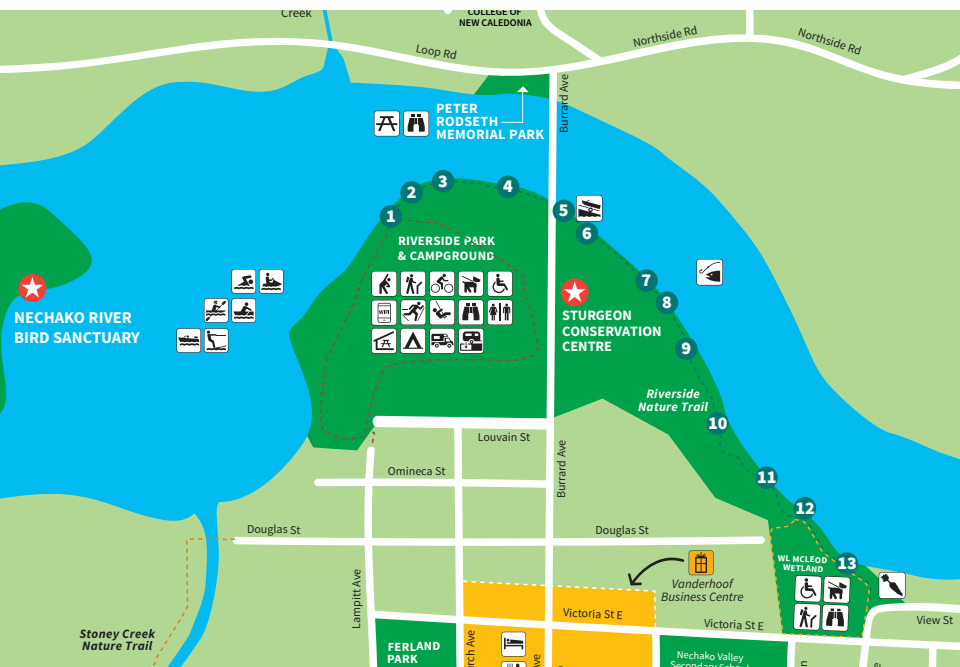 Creek
COLLEGE OF
NEW CALEDONIA
Loop Rd
Northside Rd
Northside Rd
Burrard Ave
PETER
RODSETH
MEMORIAL PARK
1
2
3
4
5
6
7
8
9
10
11
12
13
RIVERSIDE PARK
& CAMPGROUND
WIFI
NECHAKO RIVER
BIRD SANCTUARY
STURGEON
CONSERVATION
CENTRE
Riverside
Nature Trail
Louvain St
Omineca St
Burrard Ave
Douglas St
Douglas St
WL MCLEOD
WETLAND
Vanderhoof
Business Centre
Lampitt Ave
Victoria St E
Victoria St E
View St
Stoney Creek
Nature Trail
FERLAND
PARK
Ave
Nechako Valley